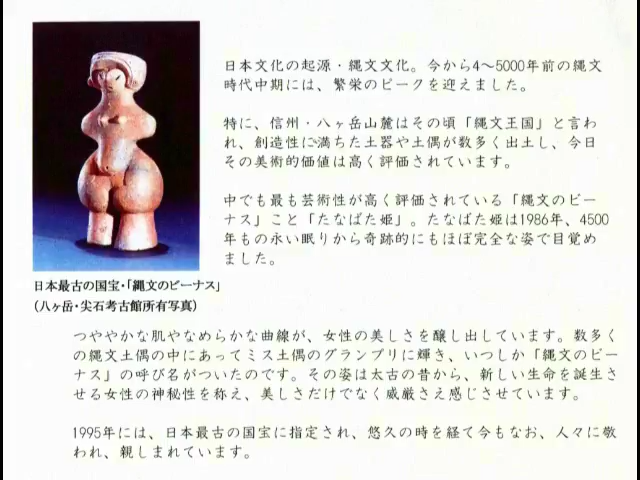 日本文化の起源・縄文文化。今から4～5000年前の縄文
時代中期には、繁栄のピークを迎えました。
特に、信州・八ヶ岳山麓はその頃「縄文王国」と言わ
れ、創造性に満ちた土器や土偶が数多く出土し、今日
その美術的価値は高く評価されています。
中でも最も芸術性が高く評価されている「縄文のビー
ナス」こと「たなばた姫」。たなばた姫は1986年、4500
年もの永い眠りから奇跡的にもほぼ完全な姿で目覚め
ました。
日本最古の国宝・「縄文のビーナス」
（八ヶ岳・尖石考古館所有写真）
つややかな肌やなめらかな曲線が、女性の美しさを醸し出しています。数多く
の縄文土偶の中にあってミス土偶のグランプリに輝き、いつしか「縄文のビー
ナス」の呼び名がついたのです。その姿は太古の昔から、新しい生命を誕生さ
せる女性の神秘性を称え、美しさだけでなく威厳さえ感じさせています。
1995年には、日本最古の国宝に指定され、悠久の時を経て今もなお、人々に敬
われ、親しまれています。